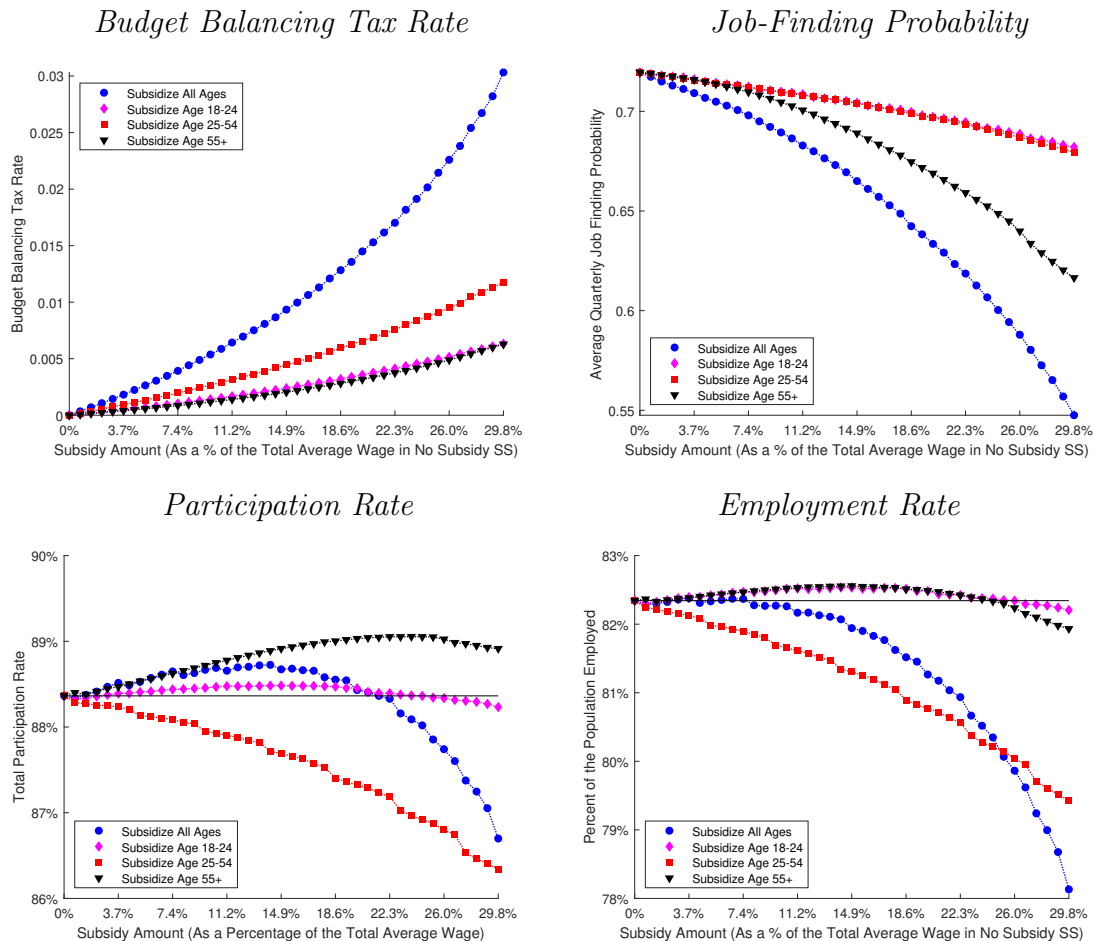 Budget Balancing Tax Rate
0.03
0.025
0.02
0.015
0.01
0.005
0
Budget Balancing Tax Rate
Subsidize All Ages
Subsidize Age 18-24
Subsidize Age 25-54
Subsidize Age 55+
0% 3.7% 7.4% 11.2% 14.9% 18.6% 22.3% 26.0% 29.8%
Subsidy Amount (As a % of the Total Average Wage in No Subsidy SS)
Job-Finding Probability
0.7
0.65
0.6
0.55
Average Quarterly Job Finding Probability
Subsidize All Ages
Subsidize Age 18-24
Subsidize Age 25-54
Subsidize Age 55+
0% 3.7% 7.4% 11.2% 14.9% 18.6% 22.3% 26.0% 29.8%
Subsidy Amount (As a % of the Total Average Wage in No Subsidy SS)
Participation Rate
90%
89%
88%
87%
86%
Total Participation Rate
Subsidize All Ages
Subsidize Age 18-24
Subsidize Age 25-54
Subsidize Age 55+
0% 3.7% 7.4% 11.2% 14.9% 18.6% 22.3% 26.0% 29.8%
Subsidy Amount (As a Percentage of the Total Average Wage)
Employment Rate
83%
82%
81%
80%
79%
78%
Percent of the Population Employed
Subsidize All Ages
Subsidize Age 18-24
Subsidize Age 25-54
Subsidize Age 55+
0% 3.7% 7.4% 11.2% 14.9% 18.6% 22.3% 26.0% 29.8%
Subsidy Amount (As a % of the Total Average Wage in No Subsidy SS)